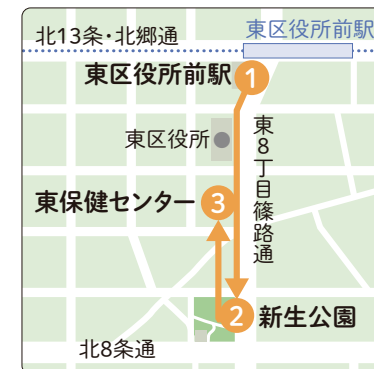 北13条・北郷通
東区役所前駅
東区役所前駅
1
東区役所
東8丁目篠路通
東保健センター
3
2
新生公園
北8条通